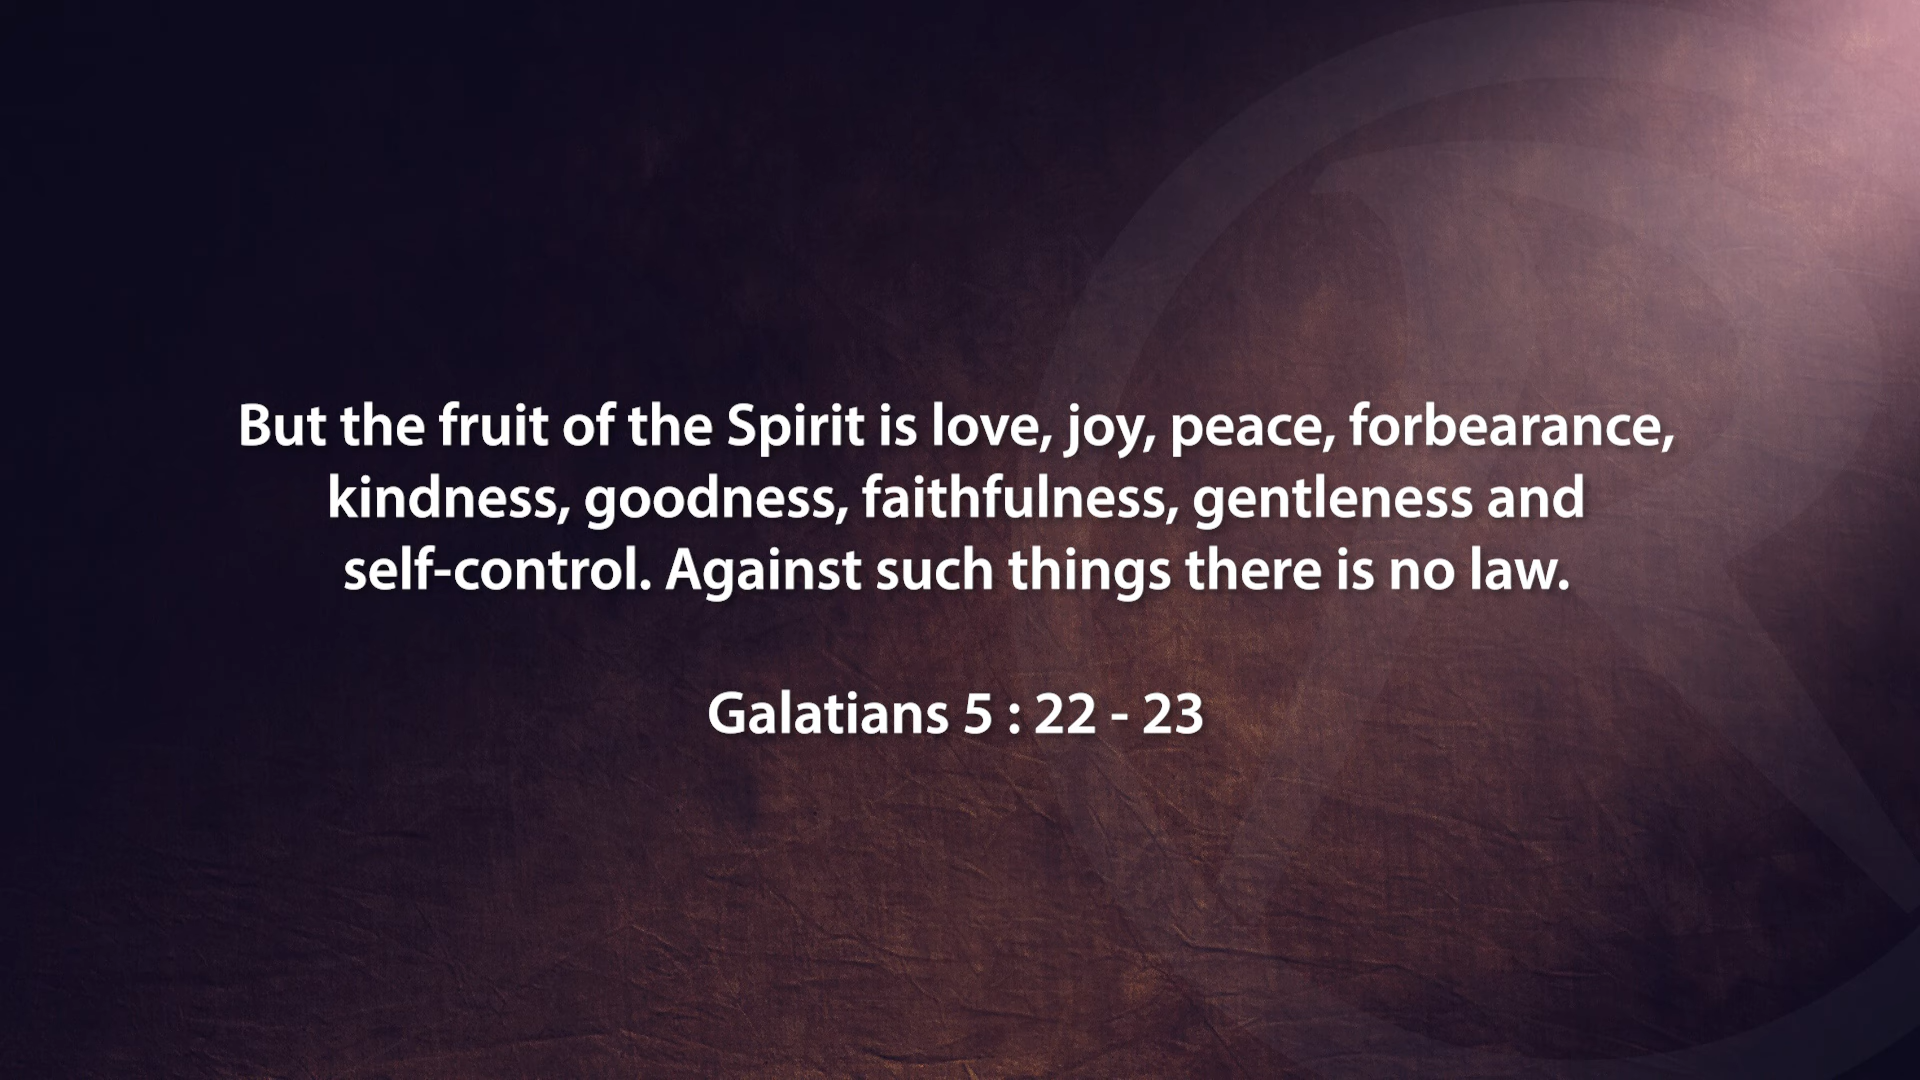 But the fruit of the Spirit is love, joy, peace, forbearance,
kindness, goodness, faithfulness, gentleness and
self-control. Against such things there is no law.
Galatians 5 : 22 - 23